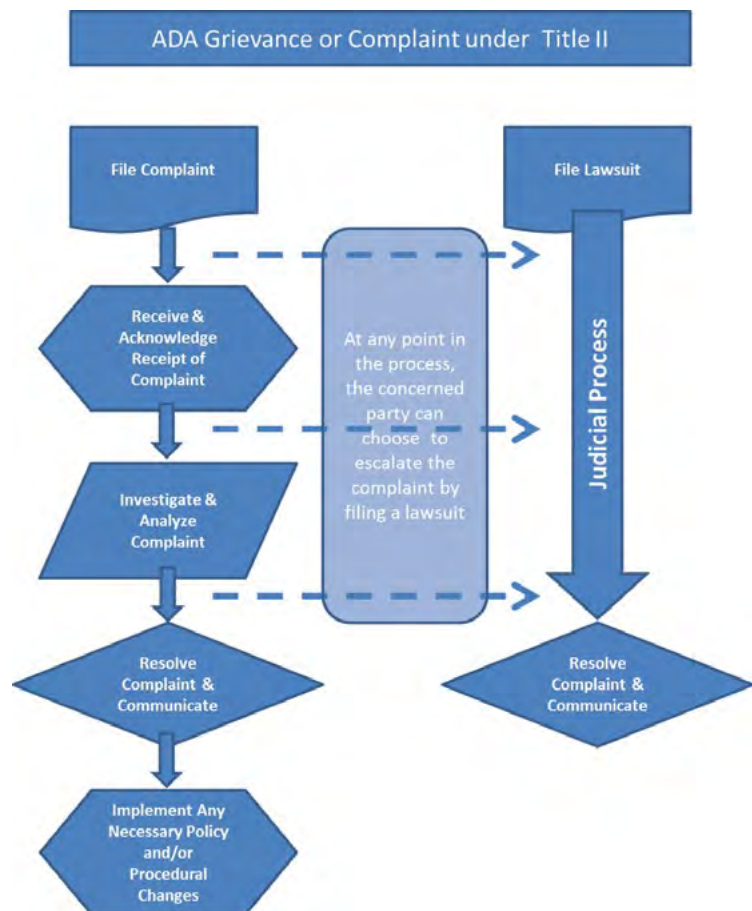 ADA Grievance or Complaint under Title II
File Complaint
Receive &
Acknowledge
Receipt of
Complaint
Investigate &
Analyze
Complaint
Resolve
Complaint &
Communicate
Implement Any
Necessary Policy
and/or
Procedural
Changes
At any point in
the process,
the concerned
party can
choose to
escalate the
complaint by
filing a lawsuit
File Lawsuit
Judicial Process
Resolve
Complaint &
Communicate